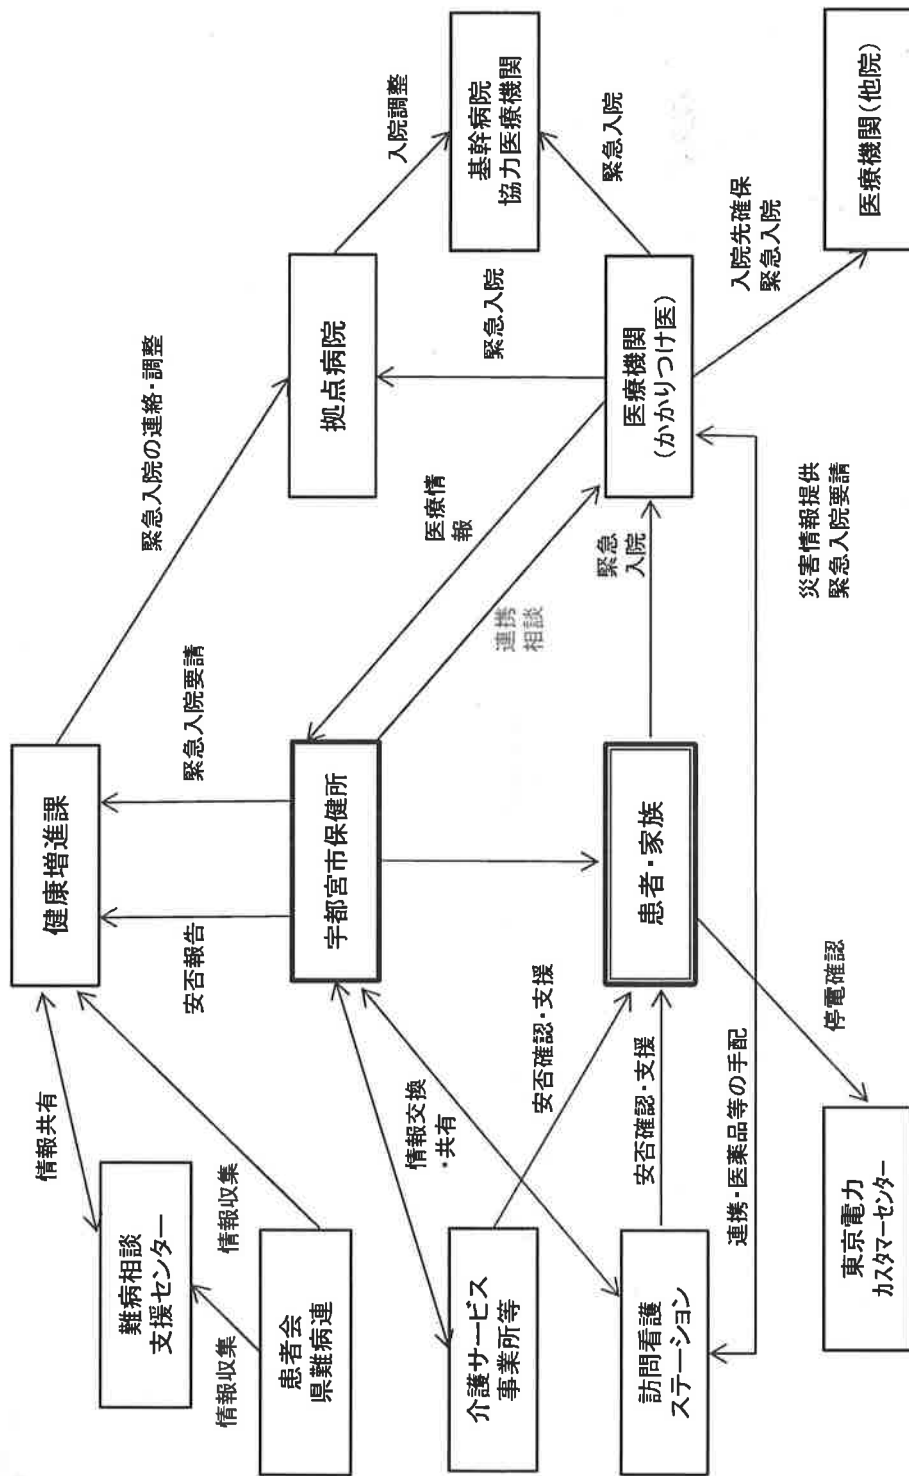 健康増進課
難病相談
支援センター
情報共有
情報収集
情報収集
患者会
県難病連
安否報告
緊急入院要請
緊急入院の連絡・調整
入院調整
拠点病院
基幹病院
協力医療機関
宇都宮市保健所
医療情
報
連携
相談
緊急入院
緊急入院
介護サービス
事業所等
情報交換
・共有
安否確認・支援
患者・家族
緊急
入院
医療機関
(かかりつけ医)
入院先確保
緊急入院
訪問看護
ステーション
安否確認・支援
連携・医薬品等の手配
停電確認
災害情報提供
緊急入院要請
東京電力
カスタマーセンター
医療機関(他院)